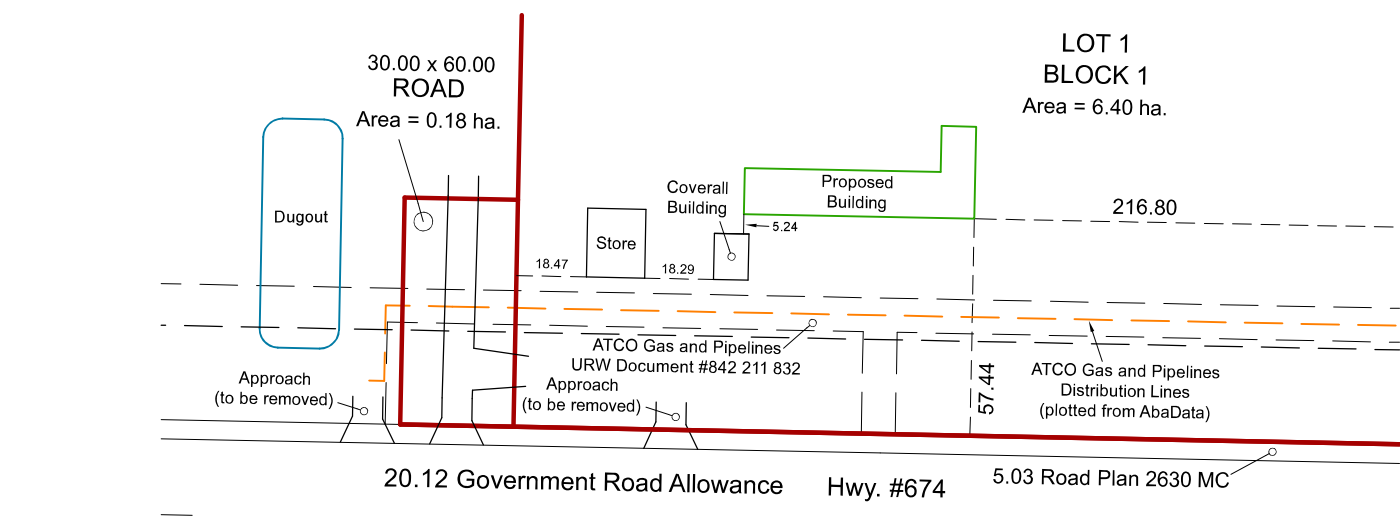 30.00 x 60.00
ROAD
Area = 0.18 ha.
LOT 1
BLOCK 1
Area = 6.40 ha.
Dugout
Coverall
Building
Proposed
Building
216.80
5.24
Store
18.47
18.29
ATCO Gas and Pipelines
URW Document #842 211 832
Approach
(to be removed)
Approach
(to be removed)
57.44
ATCO Gas and Pipelines
Distribution Lines
(plotted from AbaData)
20.12 Government Road Allowance
Hwy. #674
5.03 Road Plan 2630 MC